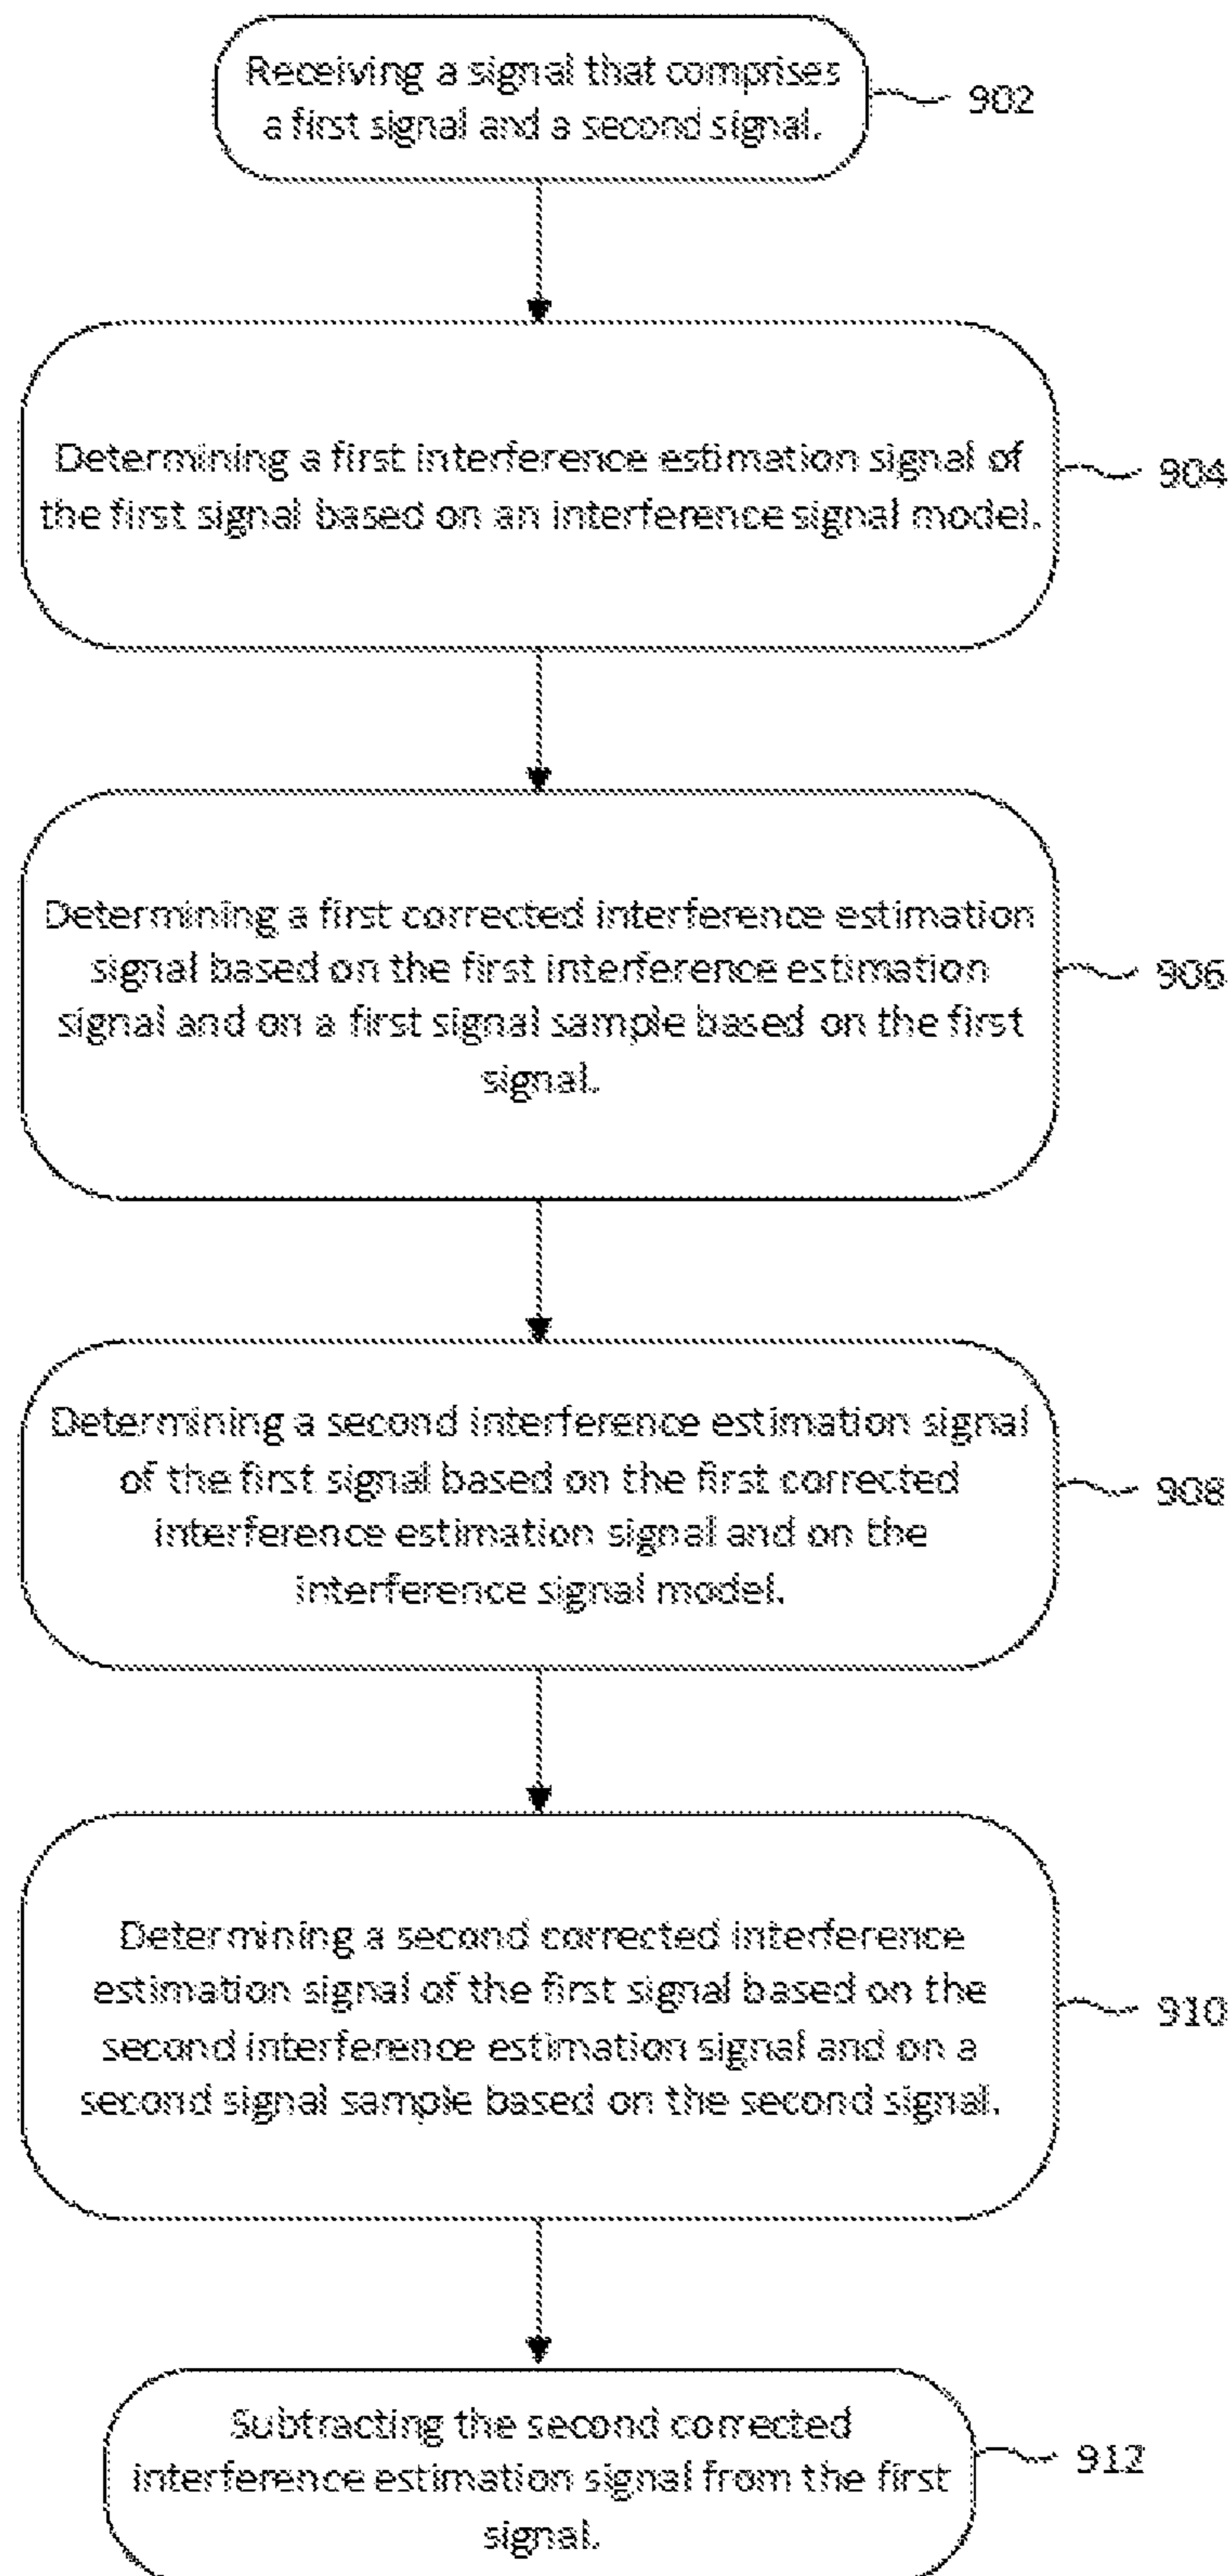 Receiving a signal that comprises
a first signal and a second signal.
902
Determining a first interference estimation signal of
the first signal based on an interference signal model.
904
Determining a first corrected interference estimation
signal based on the first interference estimation
signal and on a first signal sample based on the first
signal.
906
Determining a second interference estimation signal
of the first signal based on the first corrected
interference estimation signal and on the
interference signal model.
908
Determining a second corrected interference
estimation signal of the first signal based on the
second interference estimation signal and on a
second signal sample based on the second signal.
910
Subtracting the second corrected
interference estimation signal from the first
signal.
912